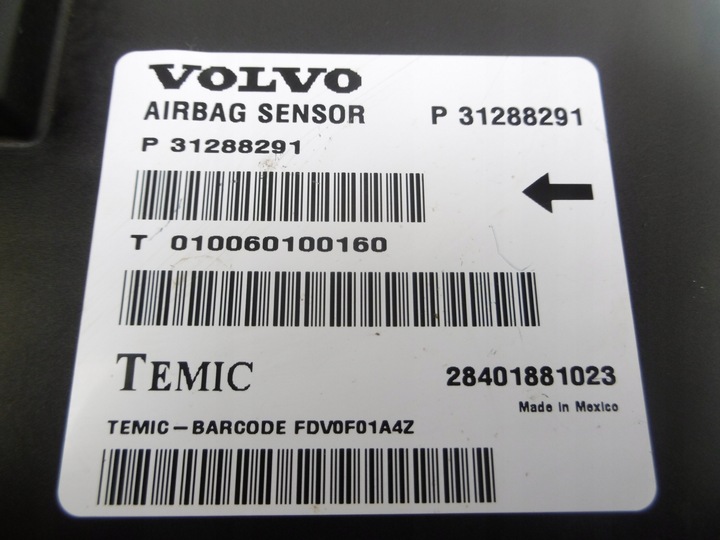 VOLVO
AIRBAG SENSOR P 31288291
P 31288291
T 010060100160
TEMIC 28401881023
Made in Mexico
TEMIC-BARCODE FDV0F01A4Z